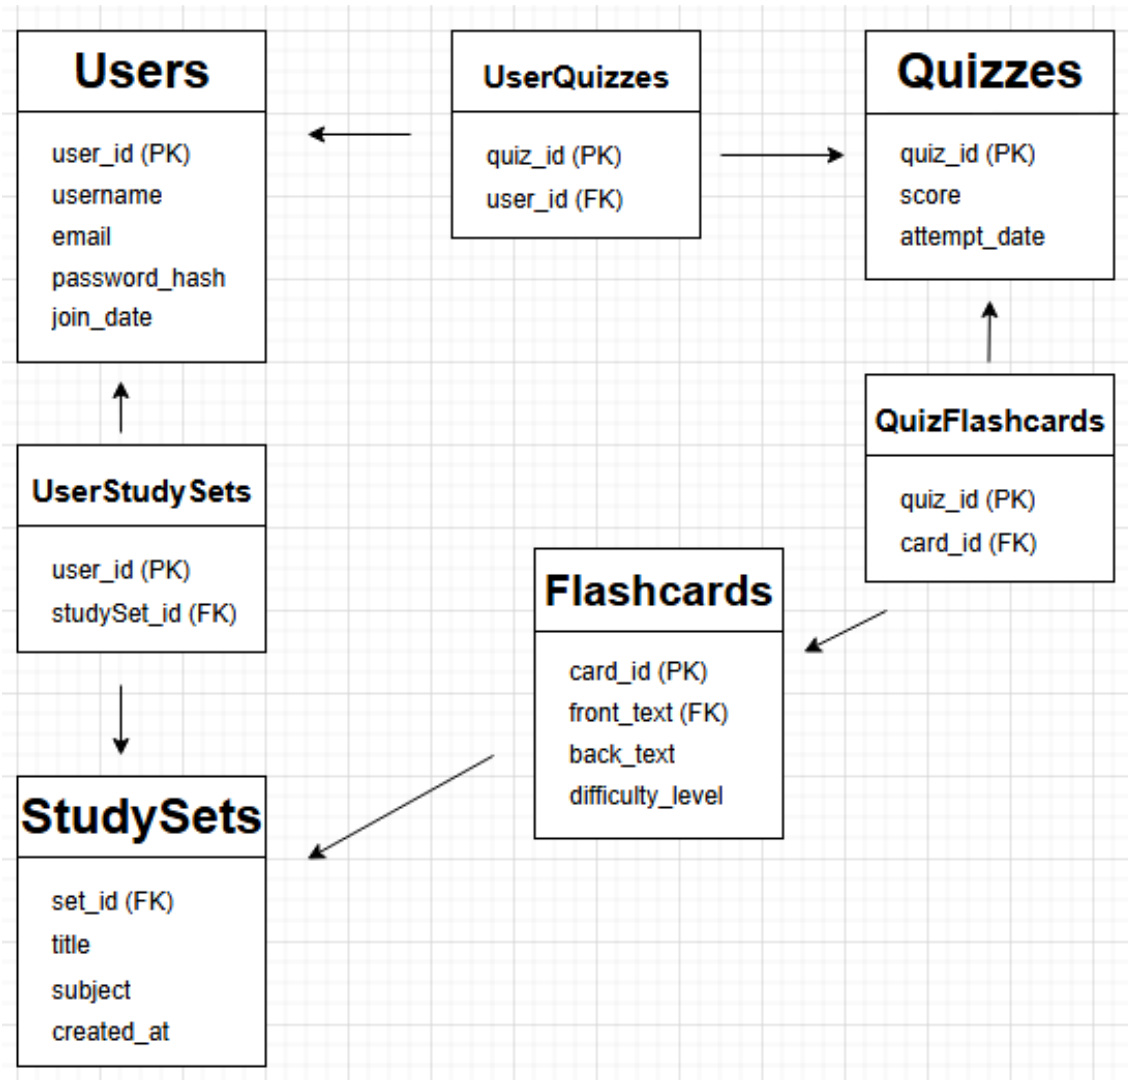 Users
user_id (PK)
username
email
password_hash
join_date
UserQuizzes
quiz_id (PK)
user_id (FK)
Quizzes
quiz_id (PK)
score
attempt_date
UserStudySets
user_id (PK)
studySet_id (FK)
QuizFlashcards
quiz_id (PK)
card_id (FK)
Flashcards
card_id (PK)
front_text (FK)
back_text
difficulty_level
StudySets
set_id (FK)
title
subject
created_at